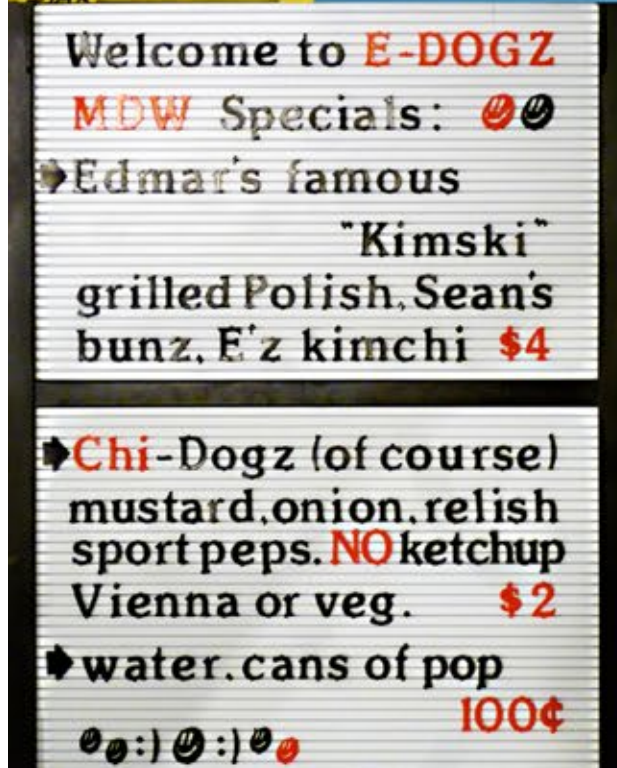 Welcome to E-DOGZ
MDW Specials:
Edmar's famous
"Kimski"
grilled Polish, Sean's
bunz, E'z kimchi $4
Chi-Dogz (of course)
mustard, onion, relish
sport peps. NO ketchup
Vienna or veg. $2
water, cans of pop
100¢
:) :)